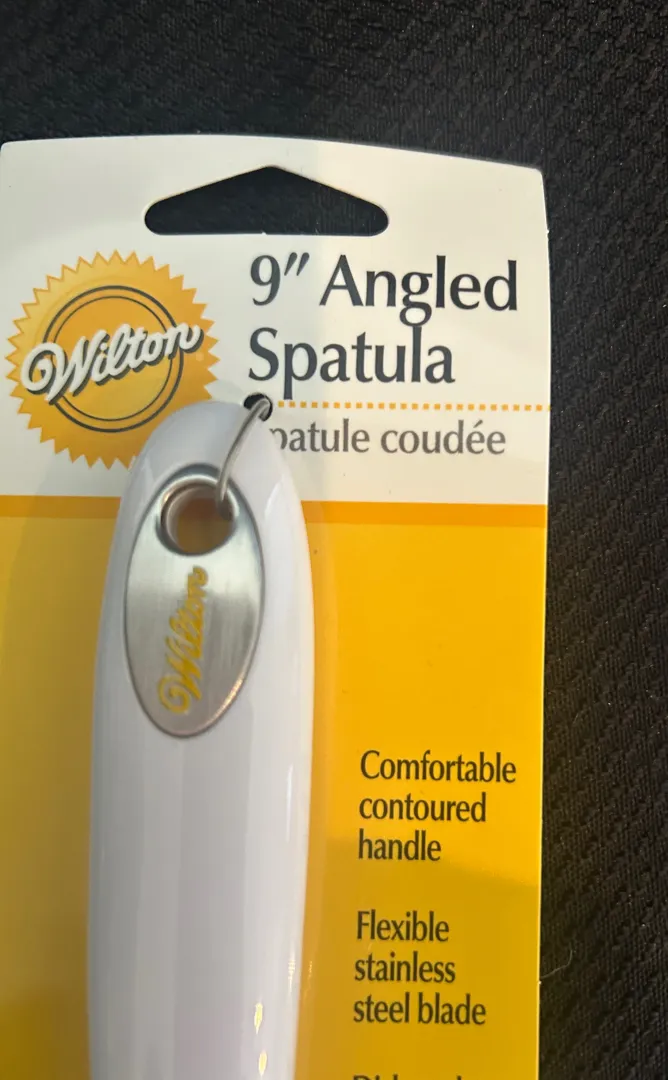 Wilton
9" Angled
Spatula
patule coudée
Wilton
Comfortable
contoured
handle
Flexible
stainless
steel blade